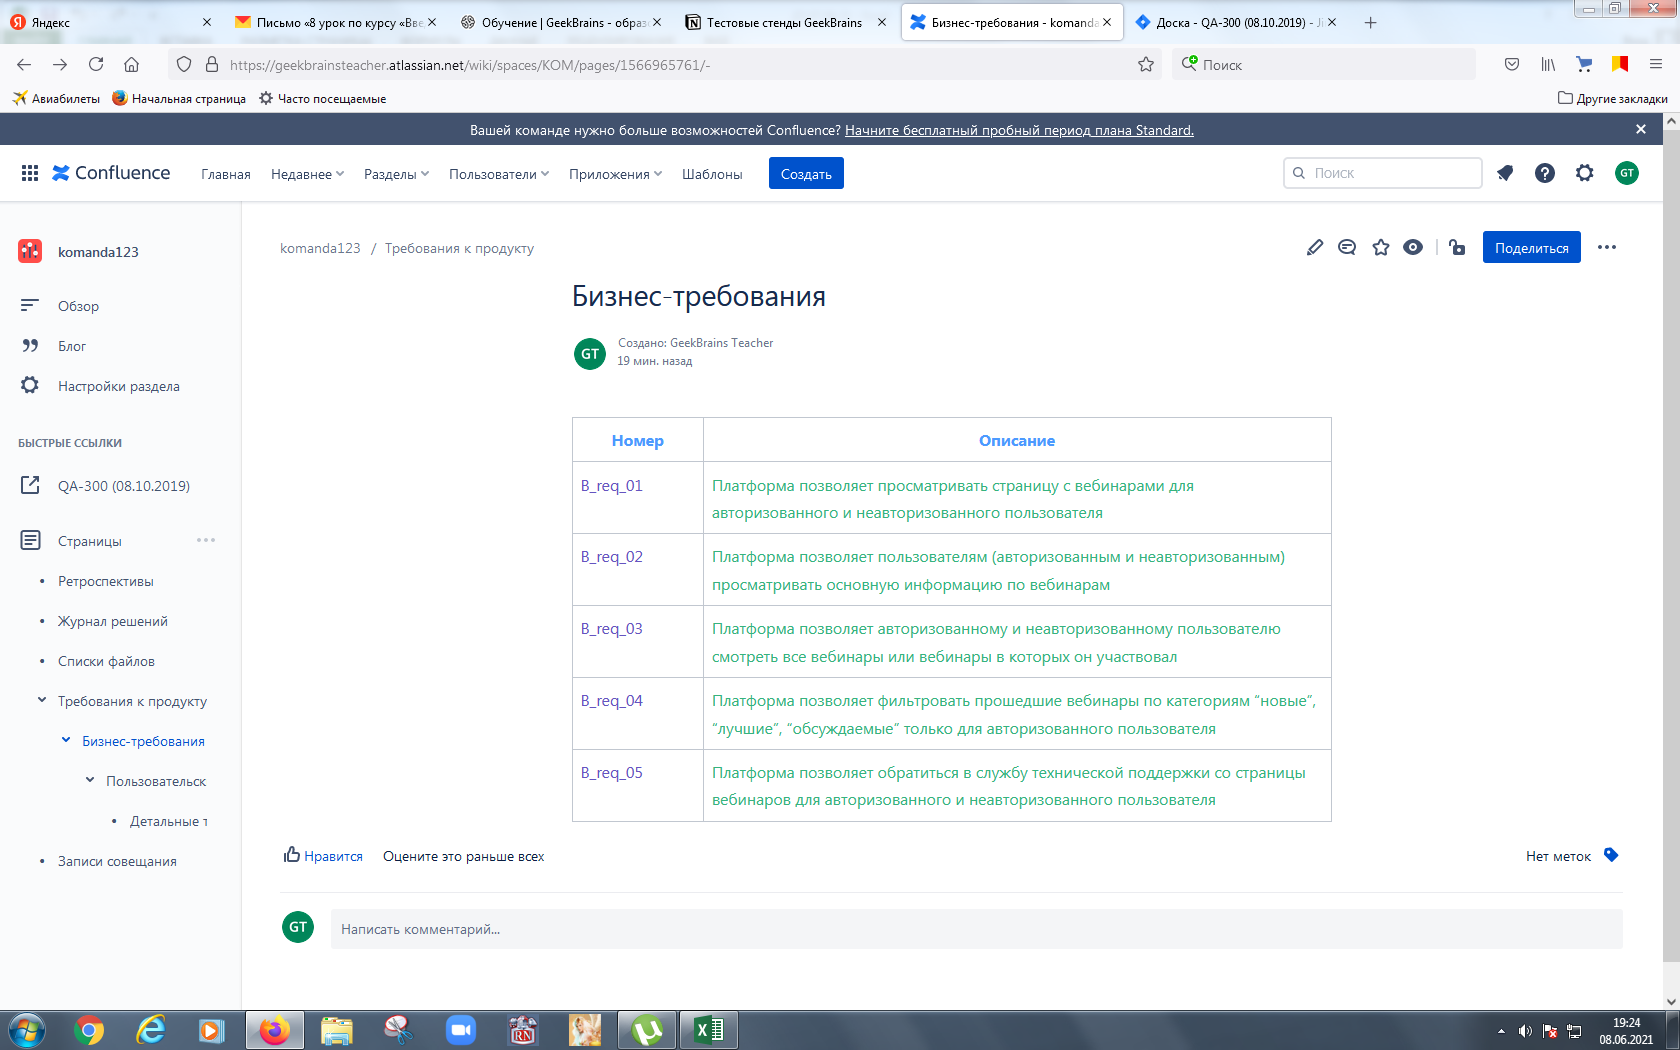 Яндекс
Письмо «8 урок по курсу «Вве
Обучение | GeekBrains - образо
Тестовые стенды GeekBrains
Бизнес-требования - komanda
Доска - QA-300 (08.10.2019) - Ji
https://geekbrainsteacher.atlassian.net/wiki/spaces/KOM/pages/1566965761/-
Поиск
Авиабилеты
Начальная страница
Часто посещаемые
Другие закладки
Вашей команде нужно больше возможностей Confluence? Начните бесплатный пробный период плана Standard.
Confluence
Главная
Недавнее
Разделы
Пользователи
Приложения
Шаблоны
Создать
Поиск
GT
komanda123
Обзор
Блог
Настройки раздела
БЫСТРЫЕ ССЫЛКИ
QA-300 (08.10.2019)
Страницы
Ретроспективы
Журнал решений
Списки файлов
Требования к продукту
Бизнес-требования
Пользовательск
Детальные т
Записи совещания
komanda123 / Требования к продукту
Поделиться
Бизнес-требования
GT
Создано: GeekBrains Teacher
19 мин. назад
Номер
Описание
B_req_01
Платформа позволяет просматривать страницу с вебинарами для
авторизованного и неавторизованного пользователя
B_req_02
Платформа позволяет пользователям (авторизованным и неавторизованным)
просматривать основную информацию по вебинарам
B_req_03
Платформа позволяет авторизованному и неавторизованному пользователю
смотреть все вебинары или вебинары в которых он участвовал
B_req_04
Платформа позволяет фильтровать прошедшие вебинары по категориям “новые”,
“лучшие”, “обсуждаемые” только для авторизованного пользователя
B_req_05
Платформа позволяет обратиться в службу технической поддержки со страницы
вебинаров для авторизованного и неавторизованного пользователя
Нравится
Оцените это раньше всех
Нет меток
GT
Написать комментарий...
RN
19:24
08.06.2021